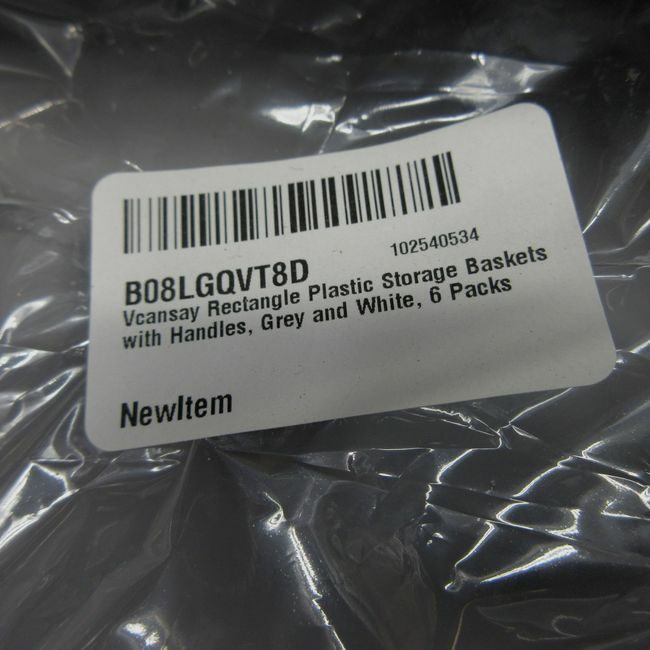 102540534
B08LGQVT8D
Vcansay Rectangle Plastic Storage Baskets
with Handles, Grey and White, 6 Packs
NewItem